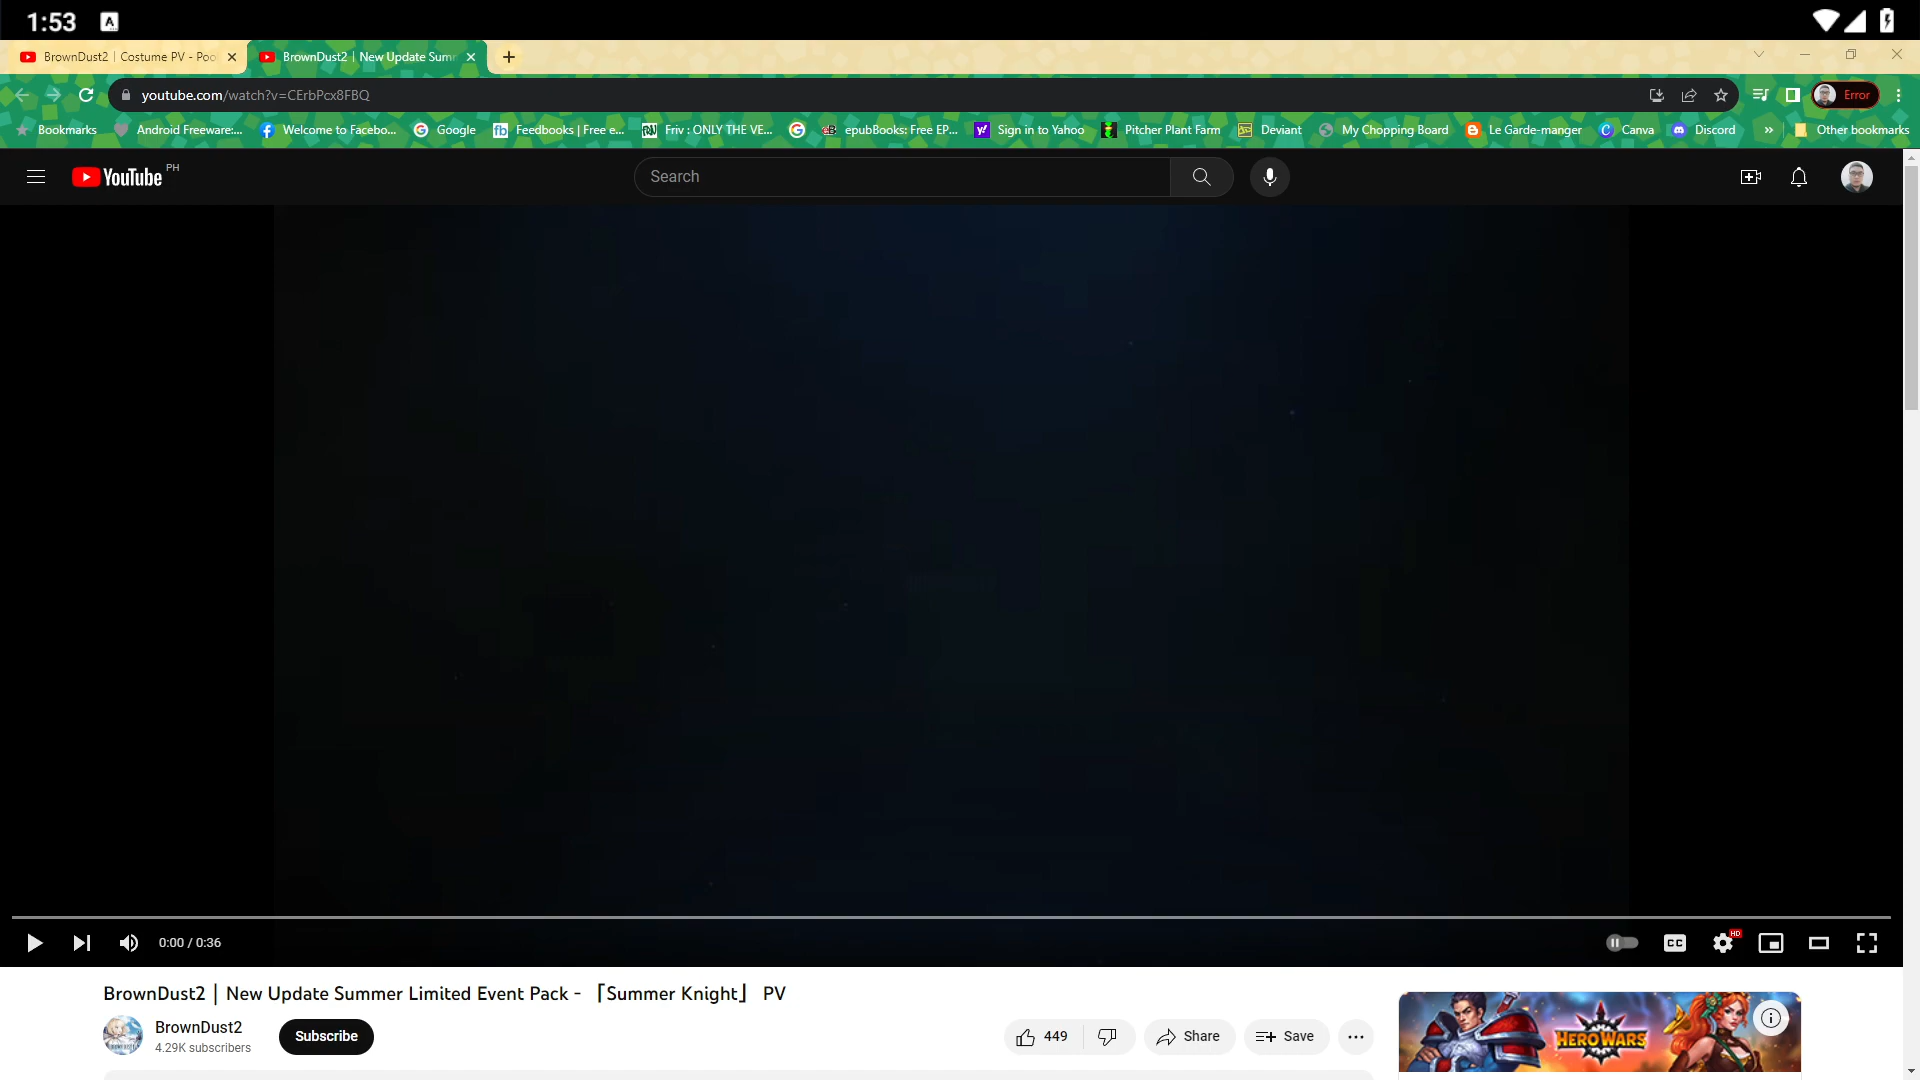 1:53 A
BrownDust2 | Costume PV - Poo
BrownDust2 | New Update Sum
youtube.com/watch?v=CErbPcx8FBQ
Error
Bookmarks
Android Freeware:...
Welcome to Facebo...
Google
Feedbooks | Free e...
Friv : ONLY THE VE...
epubBooks: Free EP...
Sign in to Yahoo
Pitcher Plant Farm
Deviant
My Chopping Board
Le Garde-manger
Canva
Discord
»
Other bookmarks
YouTube PH
Search
0:00 / 0:36
CC
HD
BrownDust2 | New Update Summer Limited Event Pack - 「Summer Knight」 PV
BrownDust2
4.29K subscribers
Subscribe
449
Share
Save
HERO WARS